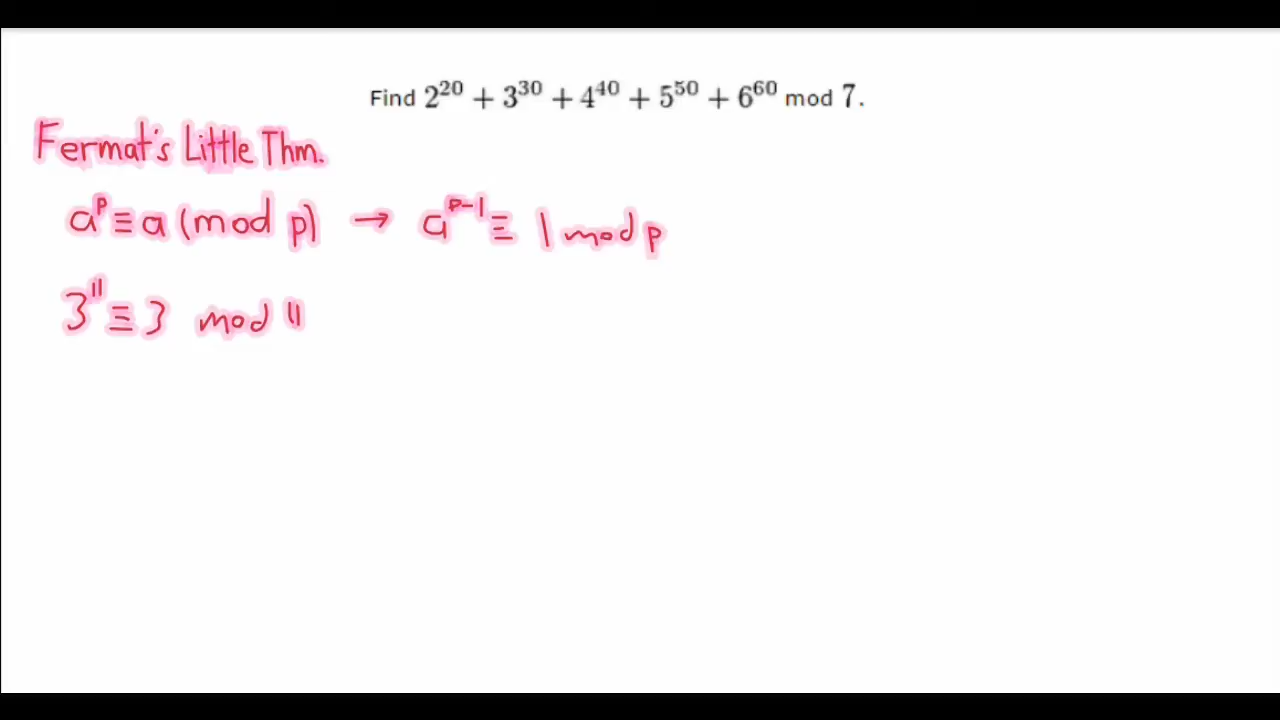 Find 2^20 + 3^30 + 4^40 + 5^50 + 6^60 mod 7.
Fermat's Little Thm.
a^p ≡ a (mod p) → a^p-1 ≡ 1 mod p
3^11 ≡ 3 mod 11